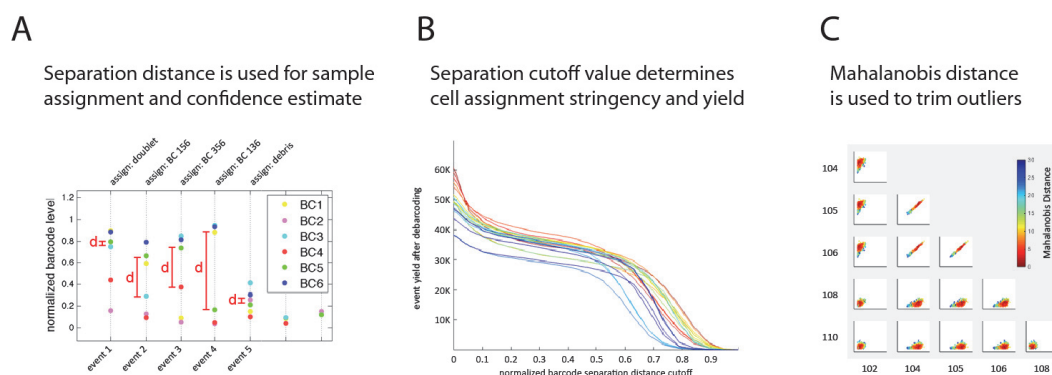 A
Separation distance is used for sample
assignment and confidence estimate
assign: doublet
assign: BC 156
assign: BC 356
assign: BC 136
assign: debris
normalized barcode level
1.2
1
0.8
0.6
0.4
0.2
0
d
d
d
d
d
BC1
BC2
BC3
BC4
BC5
BC6
event 1
event 2
event 3
event 4
event 5
B
Separation cutoff value determines
cell assignment stringency and yield
event yield after debarcoding
60K
50K
40K
30K
20K
10K
0
0.1
0.2
0.3
0.4
0.5
0.6
0.7
0.8
0.9
normalized barcode separation distance cutoff
C
Mahalanobis distance
is used to trim outliers
104
105
106
108
110
102
104
105
106
108
30
25
20
15
10
5
0
Mahalanobis Distance